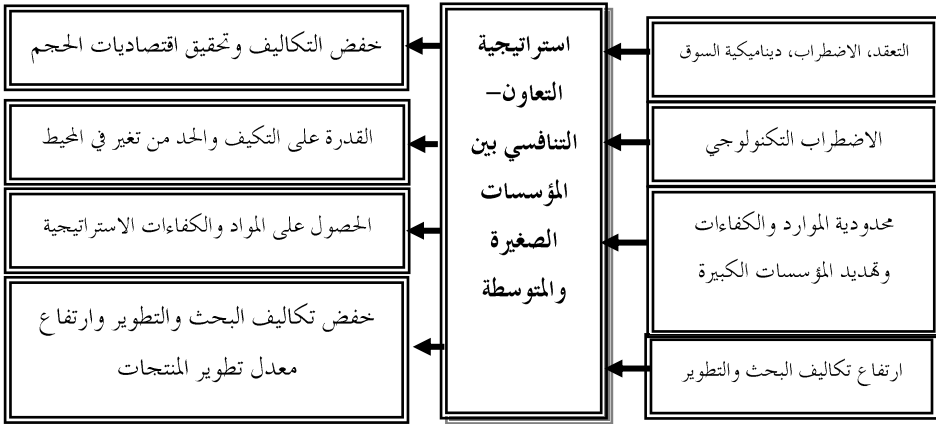 التعقد، الاضطراب، ديناميكية السوق
الاضطراب التكنولوجي
محدودية الموارد والكفاءات
وتهديد المؤسسات الكبيرة
ارتفاع تكاليف البحث والتطوير
استراتيجية
التعاون–
التنافسي بين
المؤسسات
الصغيرة
والمتوسطة
خفض التكاليف وتحقيق اقتصاديات الحجم
القدرة على التكيف والحد من تغير في المحيط
الحصول على المواد والكفاءات الاستراتيجية
خفض تكاليف البحث والتطوير وارتفاع
معدل تطوير المنتجات